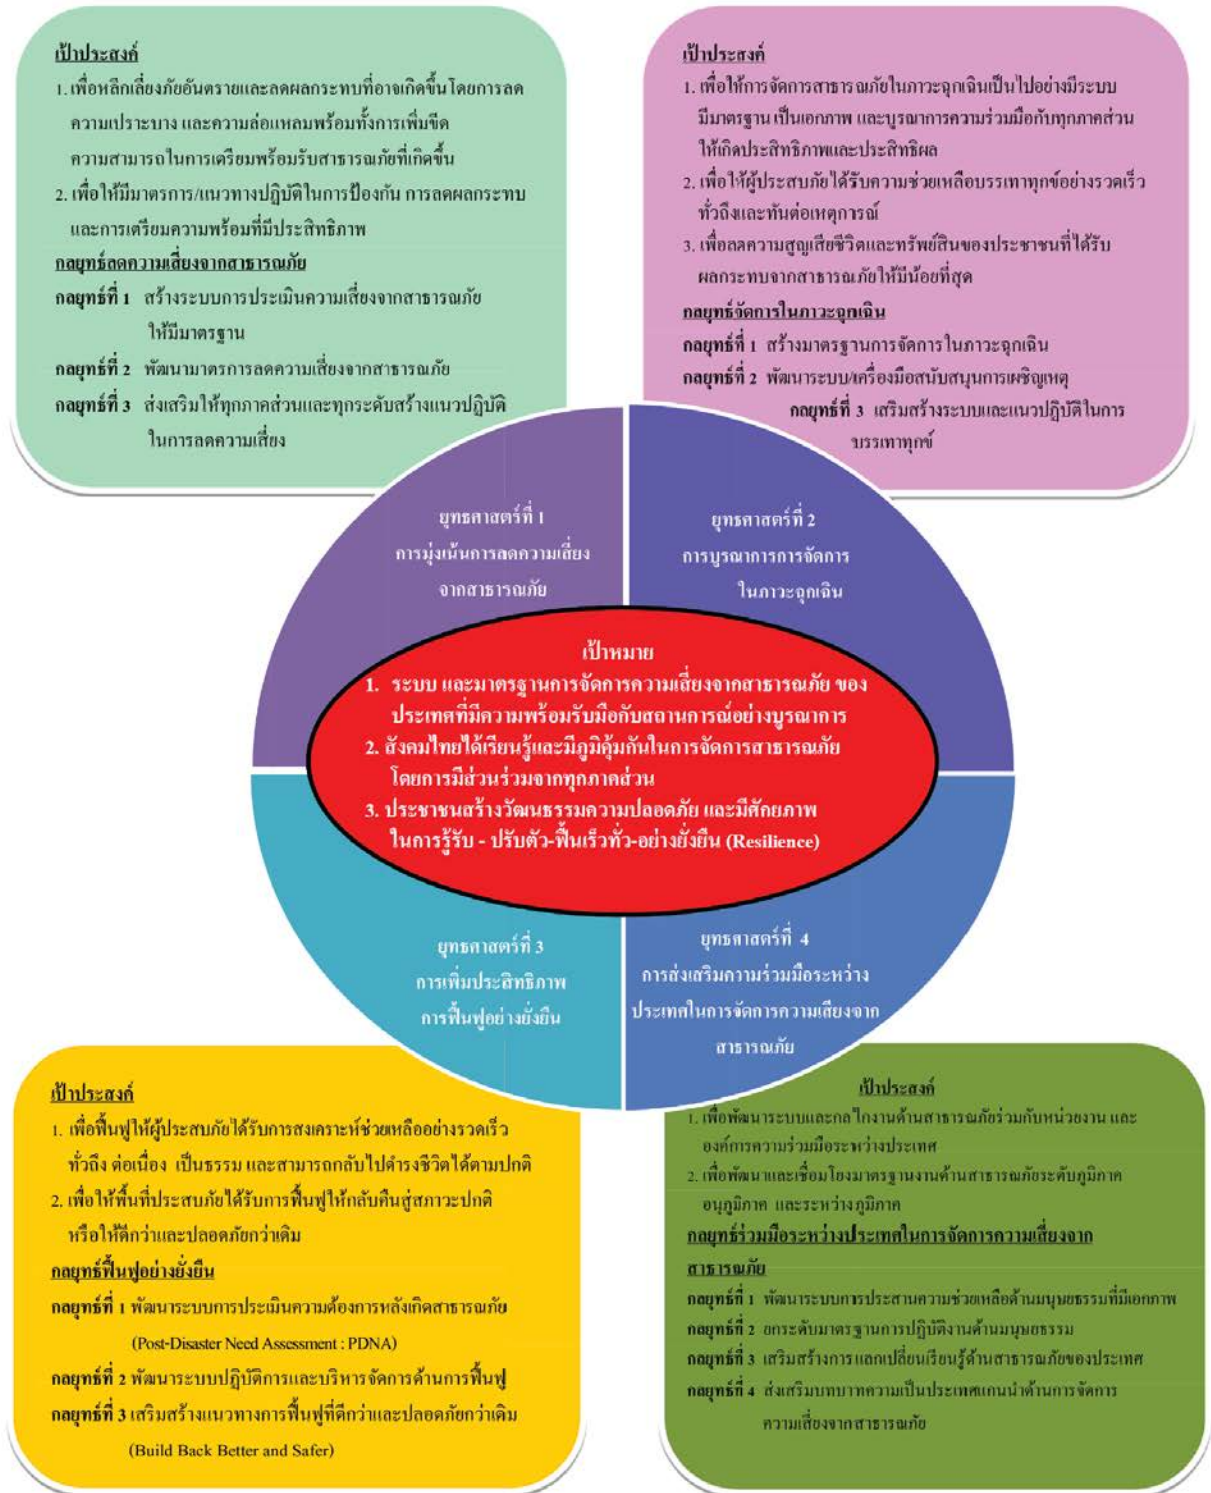 เป้าประสงค์
1. เพื่อหลีกเลี่ยงภัยอันตรายและลดผลกระทบที่อาจเกิดขึ้นโดยการลด
ความเปราะบาง และความล่อแหลมพร้อมทั้งการเพิ่มขีด
ความสามารถในการเตรียมพร้อมรับสาธารณภัยที่เกิดขึ้น
2. เพื่อให้มีมาตรการ/แนวทางปฏิบัติในการป้องกัน การลดผลกระทบ
และการเตรียมความพร้อมที่มีประสิทธิภาพ
กลยุทธ์ลดความเสี่ยงจากสาธารณภัย
กลยุทธ์ที่ 1 สร้างระบบการประเมินความเสี่ยงจากสาธารณภัย
ให้มีมาตรฐาน
กลยุทธ์ที่ 2 พัฒนามาตรการลดความเสี่ยงจากสาธารณภัย
กลยุทธ์ที่ 3 ส่งเสริมให้ทุกภาคส่วนและทุกระดับสร้างแนวปฏิบัติ
ในการลดความเสี่ยง
เป้าประสงค์
1. เพื่อให้การจัดการสาธารณภัยในภาวะฉุกเฉินเป็นไปอย่างมีระบบ
มีมาตรฐาน เป็นเอกภาพ และบูรณาการความร่วมมือกับทุกภาคส่วน
ให้เกิดประสิทธิภาพและประสิทธิผล
2. เพื่อให้ผู้ประสบภัยได้รับความช่วยเหลือบรรเทาทุกข์อย่างรวดเร็ว
ทั่วถึงและทันต่อเหตุการณ์
3. เพื่อลดความสูญเสียชีวิตและทรัพย์สินของประชาชนที่ได้รับ
ผลกระทบจากสาธารณภัยให้มีน้อยที่สุด
กลยุทธ์จัดการในภาวะฉุกเฉิน
กลยุทธ์ที่ 1 สร้างมาตรฐานการจัดการในภาวะฉุกเฉิน
กลยุทธ์ที่ 2 พัฒนาระบบ/เครื่องมือสนับสนุนการเผชิญเหตุ
กลยุทธ์ที่ 3 เสริมสร้างระบบและแนวปฏิบัติในการ
บรรเทาทุกข์
ยุทธศาสตร์ที่ 1
การมุ่งเน้นการลดความเสี่ยง
จากสาธารณภัย
ยุทธศาสตร์ที่ 2
การบูรณาการการจัดการ
ในภาวะฉุกเฉิน
เป้าหมาย
1. ระบบ และมาตรฐานการจัดการความเสี่ยงจากสาธารณภัย ของ
ประเทศที่มีความพร้อมรับมือกับสถานการณ์อย่างบูรณาการ
2. สังคมไทยได้เรียนรู้และมีภูมิคุ้มกันในการจัดการสาธารณภัย
โดยการมีส่วนร่วมจากทุกภาคส่วน
3. ประชาชนสร้างวัฒนธรรมความปลอดภัย และมีศักยภาพ
ในการรู้รับ - ปรับตัว-ฟื้นเร็วทั่ว-อย่างยั่งยืน (Resilience)
ยุทธศาสตร์ที่ 3
การเพิ่มประสิทธิภาพ
การฟื้นฟูอย่างยั่งยืน
ยุทธศาสตร์ที่ 4
การส่งเสริมความร่วมมือระหว่าง
ประเทศในการจัดการความเสี่ยงจาก
สาธารณภัย
เป้าประสงค์
1. เพื่อฟื้นฟูให้ผู้ประสบภัยได้รับการสงเคราะห์ช่วยเหลืออย่างรวดเร็ว
ทั่วถึง ต่อเนื่อง เป็นธรรม และสามารถกลับไปดำรงชีวิตได้ตามปกติ
2. เพื่อให้พื้นที่ประสบภัยได้รับการฟื้นฟูให้กลับคืนสู่สภาวะปกติ
หรือให้ดีกว่าและปลอดภัยกว่าเดิม
กลยุทธ์ฟื้นฟูอย่างยั่งยืน
กลยุทธ์ที่ 1 พัฒนาระบบการประเมินความต้องการหลังเกิดสาธารณภัย
(Post-Disaster Need Assessment : PDNA)
กลยุทธ์ที่ 2 พัฒนาระบบปฏิบัติการและบริหารจัดการด้านการฟื้นฟู
กลยุทธ์ที่ 3 เสริมสร้างแนวทางการฟื้นฟูที่ดีกว่าและปลอดภัยกว่าเดิม
(Build Back Better and Safer)
เป้าประสงค์
1. เพื่อพัฒนาระบบและกลไกงานด้านสาธารณภัยร่วมกับหน่วยงาน และ
องค์การความร่วมมือระหว่างประเทศ
2. เพื่อพัฒนาและเชื่อมโยงมาตรฐานงานด้านสาธารณภัยระดับภูมิภาค
อนุภูมิภาค และระหว่างภูมิภาค
กลยุทธ์ร่วมมือระหว่างประเทศในการจัดการความเสี่ยงจาก
สาธารณภัย
กลยุทธ์ที่ 1 พัฒนาระบบการประสานความช่วยเหลือด้านมนุษยธรรมที่มีเอกภาพ
กลยุทธ์ที่ 2 ยกระดับมาตรฐานการปฏิบัติงานด้านมนุษยธรรม
กลยุทธ์ที่ 3 เสริมสร้างการแลกเปลี่ยนเรียนรู้ด้านสาธารณภัยของประเทศ
กลยุทธ์ที่ 4 ส่งเสริมบทบาทความเป็นประเทศแกนนำด้านการจัดการ
ความเสี่ยงจากสาธารณภัย